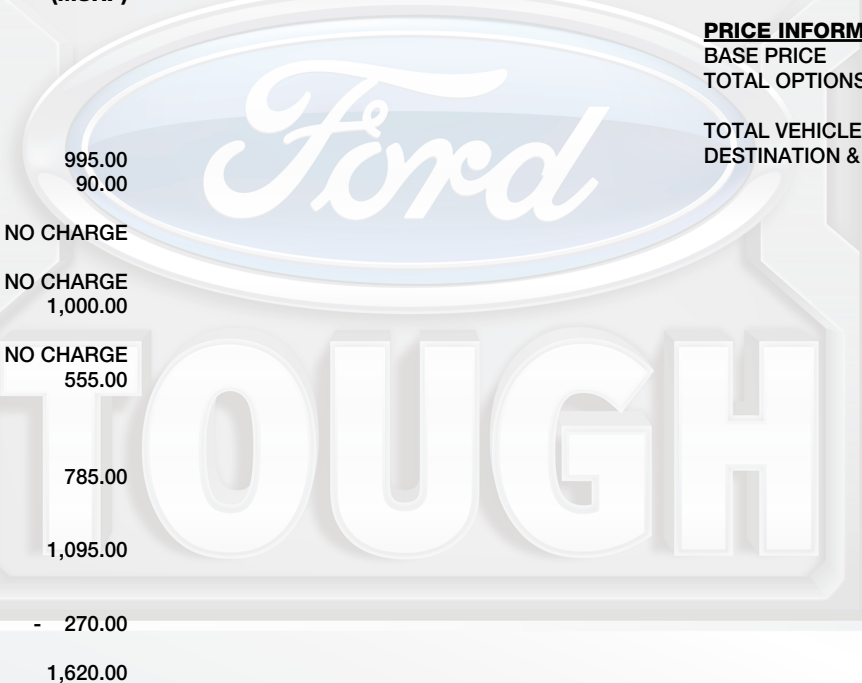 PRICE INFORM
BASE PRICE
TOTAL OPTIONS
TOTAL VEHICLE
DESTINATION &
995.00
90.00
NO CHARGE
NO CHARGE
1,000.00
NO CHARGE
555.00
785.00
1,095.00
- 270.00
1,620.00
Ford
TOUGH